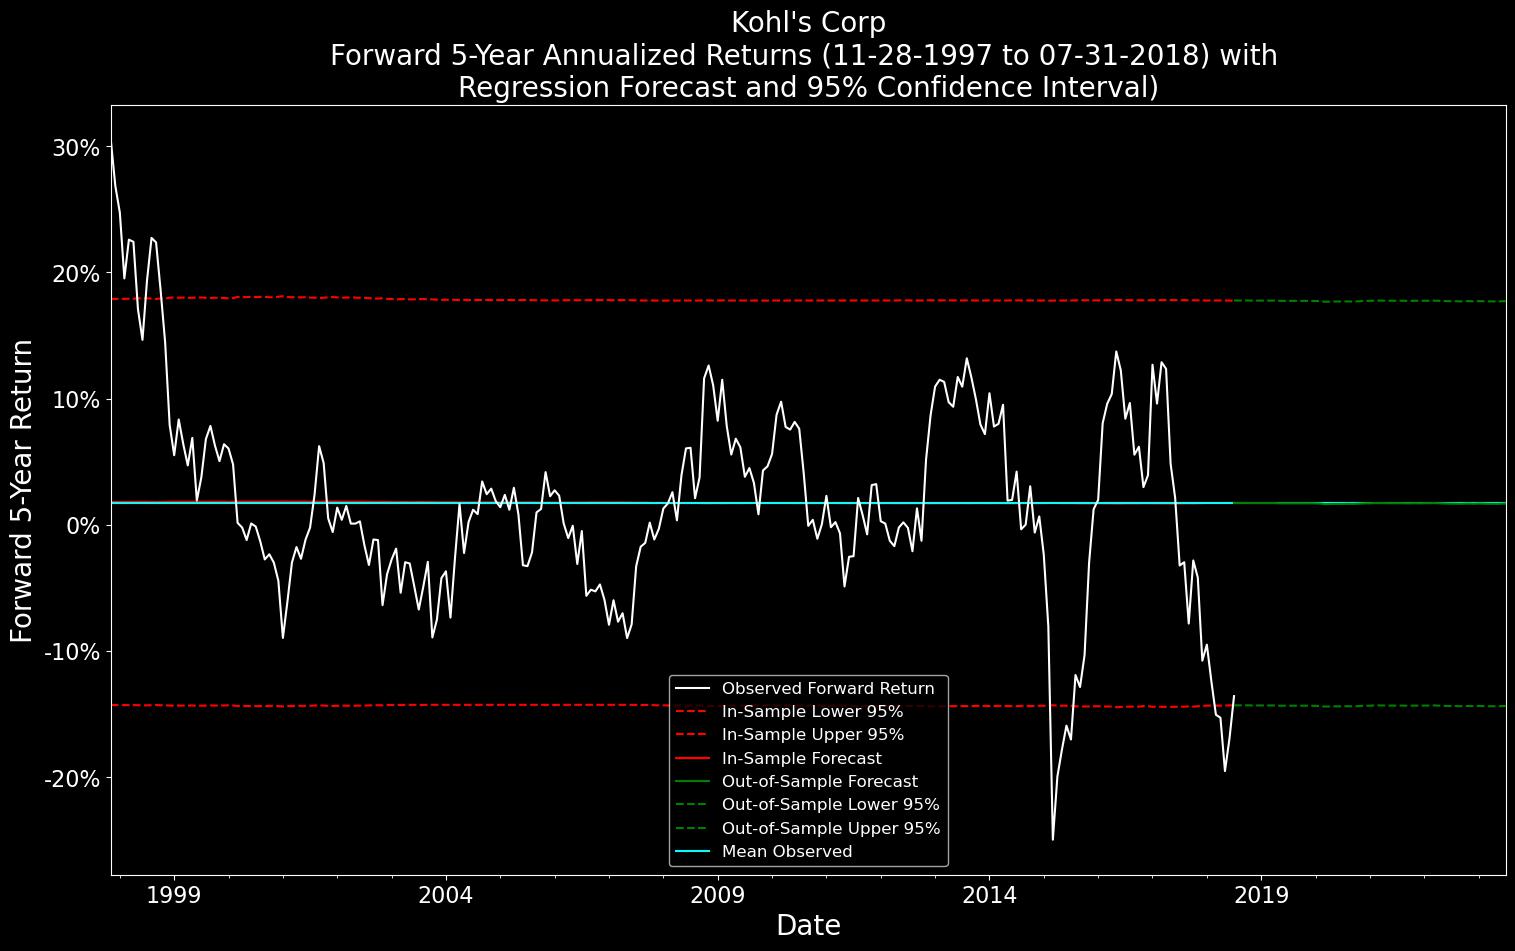 Kohl's Corp
Forward 5-Year Annualized Returns (11-28-1997 to 07-31-2018) with
Regression Forecast and 95% Confidence Interval)
Forward 5-Year Return
30%
20%
10%
0%
-10%
-20%
Observed Forward Return
In-Sample Lower 95%
In-Sample Upper 95%
In-Sample Forecast
Out-of-Sample Forecast
Out-of-Sample Lower 95%
Out-of-Sample Upper 95%
Mean Observed
1999 2004 2009 2014 2019
Date